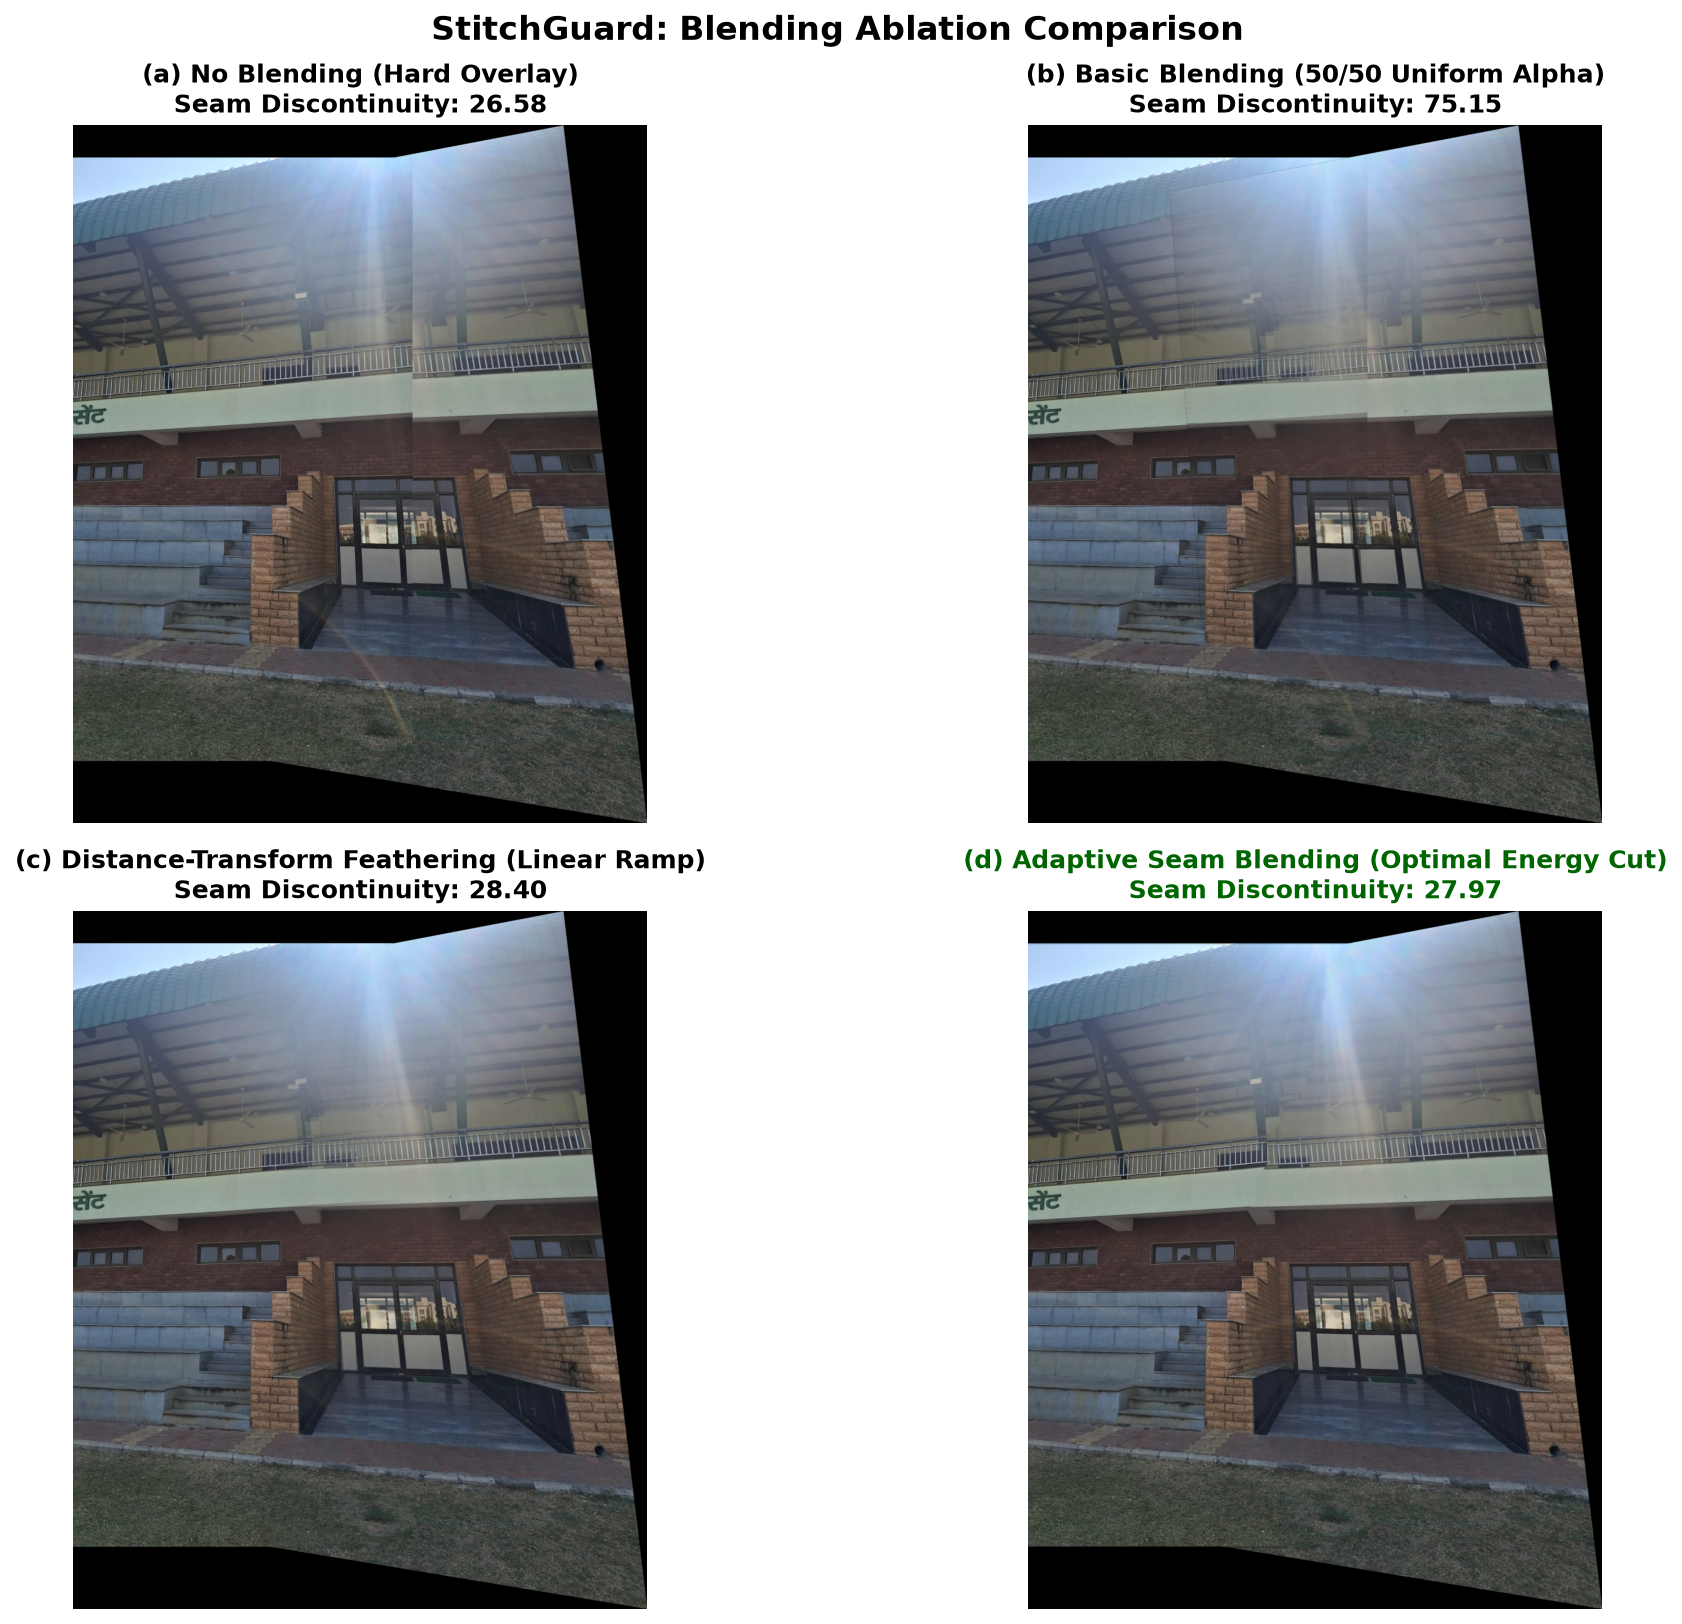 StitchGuard: Blending Ablation Comparison
(a) No Blending (Hard Overlay)
Seam Discontinuity: 26.58
(b) Basic Blending (50/50 Uniform Alpha)
Seam Discontinuity: 75.15
सेंट
सेंट
(c) Distance-Transform Feathering (Linear Ramp)
Seam Discontinuity: 28.40
(d) Adaptive Seam Blending (Optimal Energy Cut)
Seam Discontinuity: 27.97
सेंट
सेंट